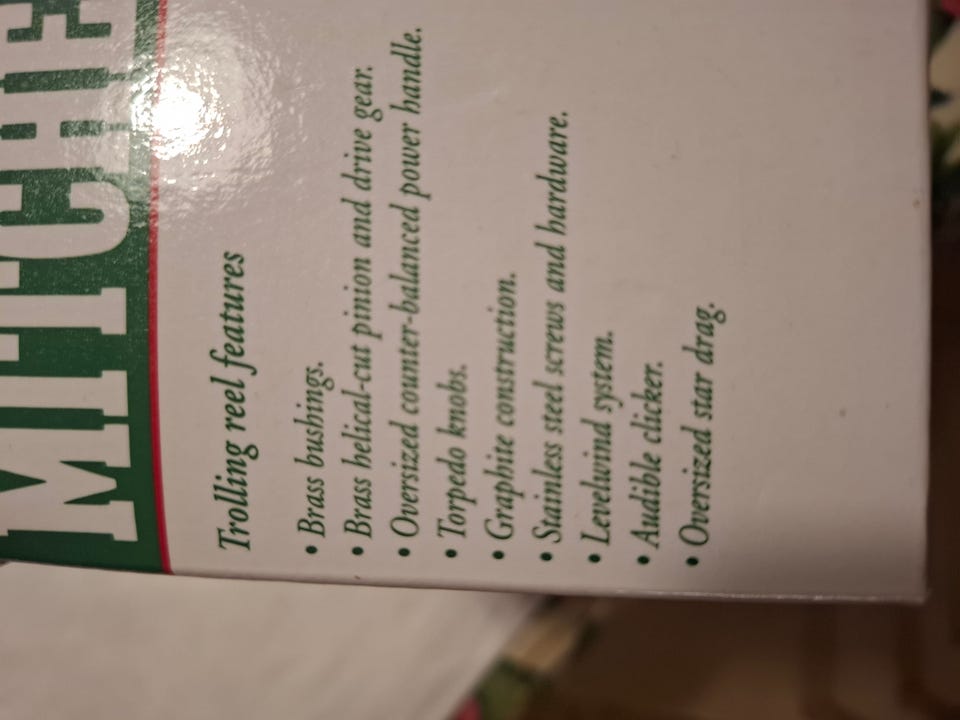 Trolling reel features
• Brass bushings.
• Brass helical-cut pinion and drive gear.
• Oversized counter-balanced power handle.
• Torpedo knobs.
• Graphite construction.
• Stainless steel screws and hardware.
• Levelwind system.
• Audible clicker.
• Oversized star drag.